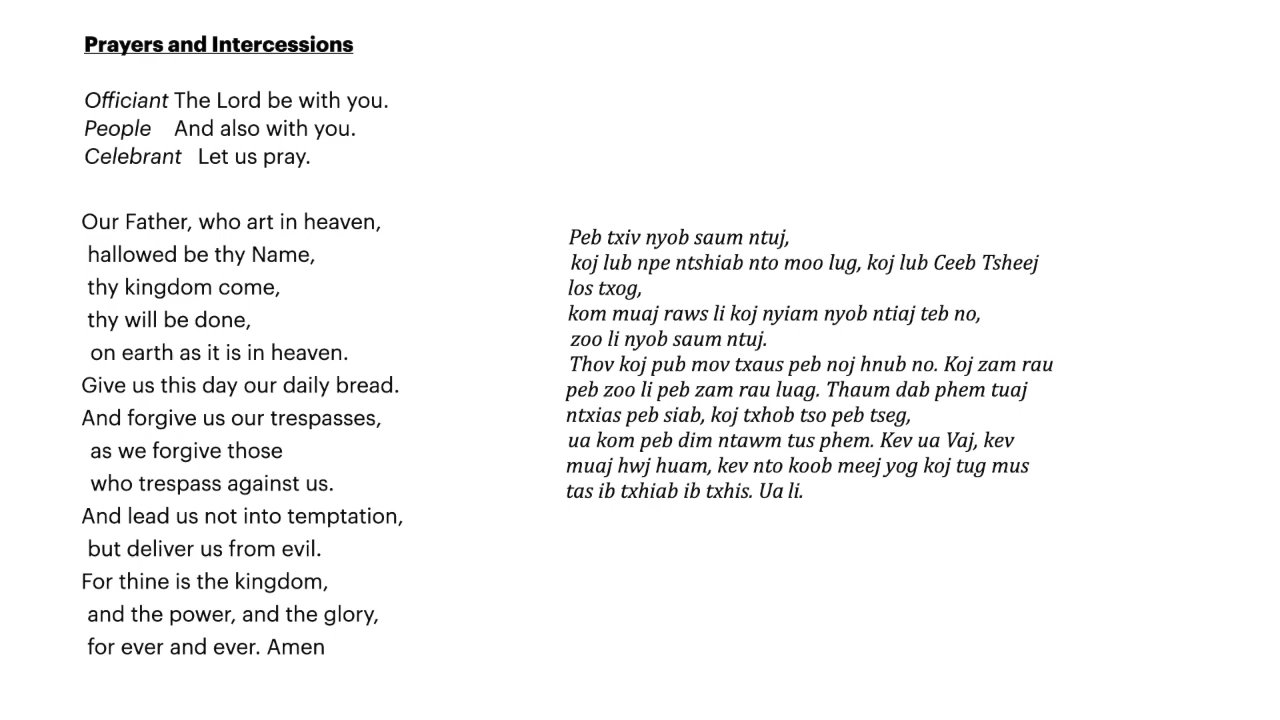 Prayers and Intercessions
Officiant The Lord be with you.
People And also with you.
Celebrant Let us pray.
Our Father, who art in heaven,
hallowed be thy Name,
thy kingdom come,
thy will be done,
on earth as it is in heaven.
Give us this day our daily bread.
And forgive us our trespasses,
as we forgive those
who trespass against us.
And lead us not into temptation,
but deliver us from evil.
For thine is the kingdom,
and the power, and the glory,
for ever and ever. Amen
Peb txiv nyob saum ntuj,
koj lub npe ntshiab nto moo lug, koj lub Ceeb Tsheej
los txog,
kom muaj raws li koj nyiam nyob ntiaj teb no,
zoo li nyob saum ntuj.
Thov koj pub mov txaus peb noj hnub no. Koj zam rau
peb zoo li peb zam rau luag. Thaum dab phem tuaj
ntxias peb siab, koj txhob tso peb tseg,
ua kom peb dim ntawm tus phem. Kev ua Vaj, kev
muaj hwj huam, kev nto koob meej yog koj tug mus
tas ib txhiab ib txhis. Ua li.